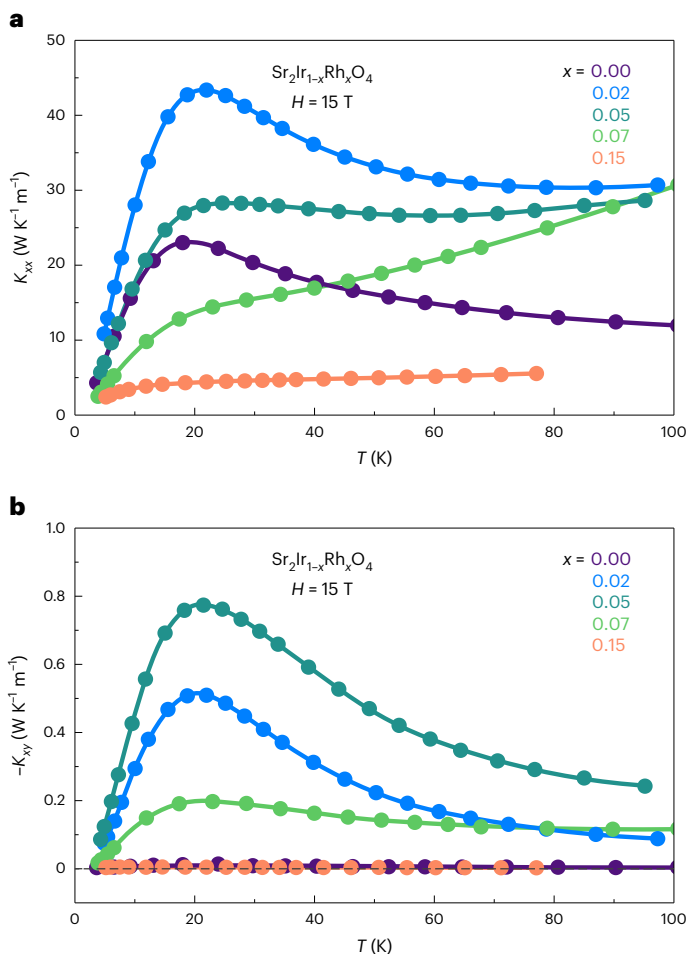 a
50
40
30
20
10
0
K_xx (W K⁻¹ m⁻¹)
Sr₂Ir₁₋ₓRhₓO₄
H = 15 T
x = 0.00
0.02
0.05
0.07
0.15
0 20 40 60 80 100
T (K)
b
1.0
0.8
0.6
0.4
0.2
0
–K_xy (W K⁻¹ m⁻¹)
Sr₂Ir₁₋ₓRhₓO₄
H = 15 T
x = 0.00
0.02
0.05
0.07
0.15
0 20 40 60 80 100
T (K)